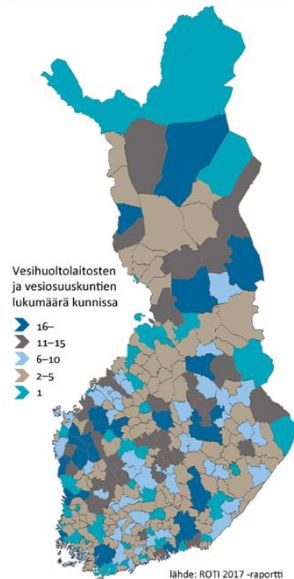 Vesihuoltolaitosten
ja vesiosuuskuntien
lukumäärä kunnissa
16–
11–15
6–10
2–5
1
lähde: ROTI 2017 -raportti